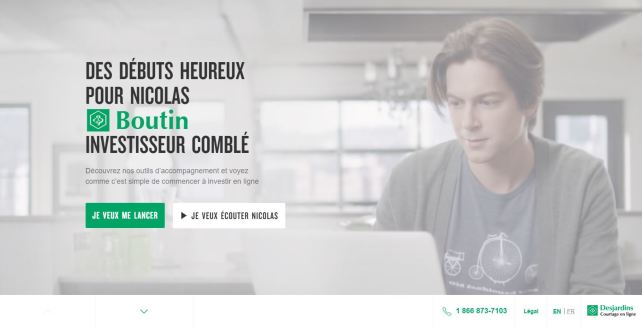 DES DÉBUTS HEUREUX
POUR NICOLAS
Boutin
INVESTISSEUR COMBLÉ
Découvrez nos outils d'accompagnement et voyez
comme c'est simple de commencer à investir en ligne
JE VEUX ME LANCER
JE VEUX ÉCOUTER NICOLAS
old fashioned
1 866 873-7103
Légal
EN | FR
Desjardins
Courtage en ligne